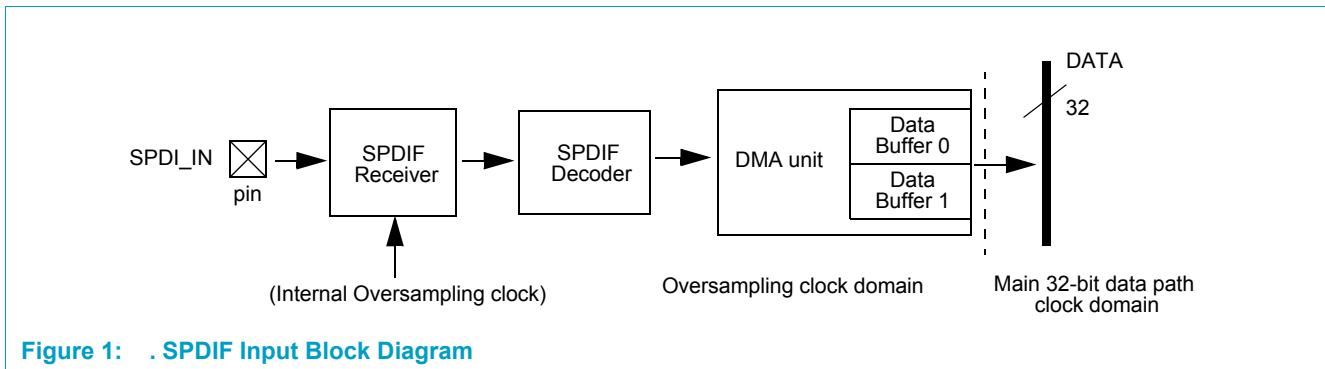 SPDI_IN
pin
SPDIF
Receiver
(Internal Oversampling clock)
SPDIF
Decoder
DMA unit
Data
Buffer 0
Data
Buffer 1
Oversampling clock domain
DATA
32
Main 32-bit data path
clock domain
Figure 1: . SPDIF Input Block Diagram